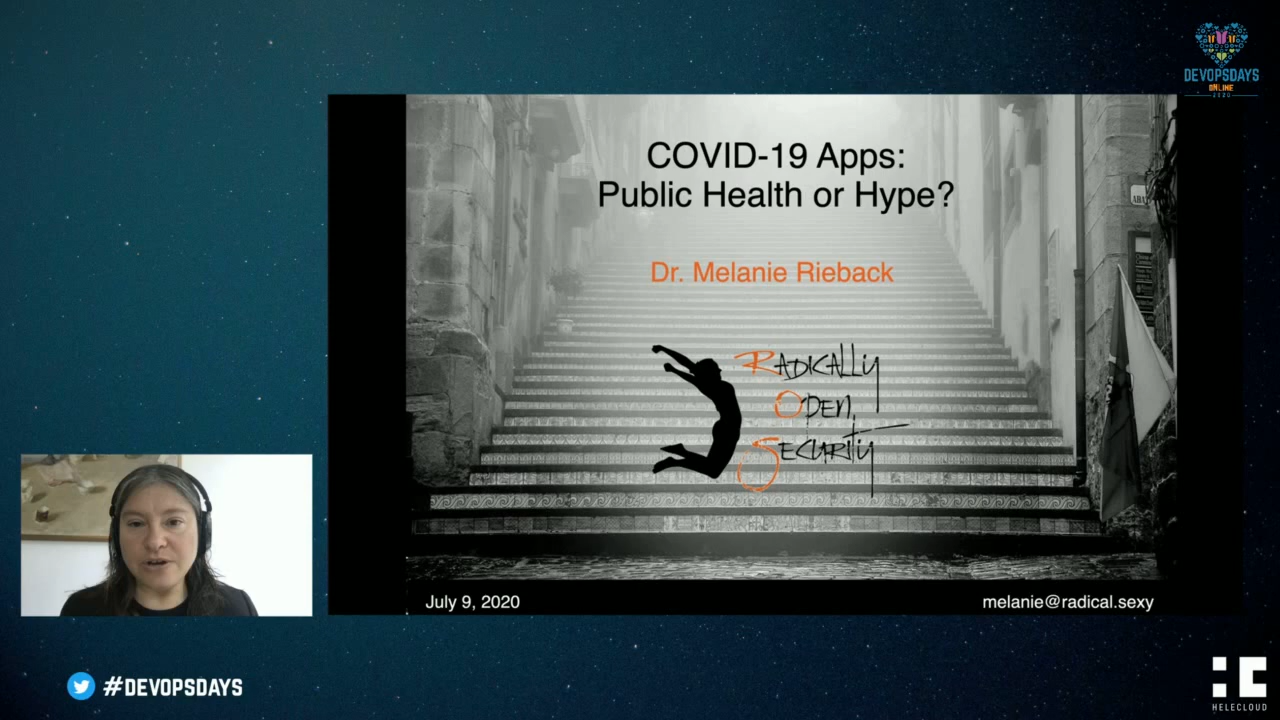 DEVOPSDAYS
ONLINE
2020
COVID-19 Apps:
Public Health or Hype?
Dr. Melanie Rieback
RADICALLY
OPEN
SECURITY
July 9, 2020
melanie@radical.sexy
#DEVOPSDAYS
HELECLOUD